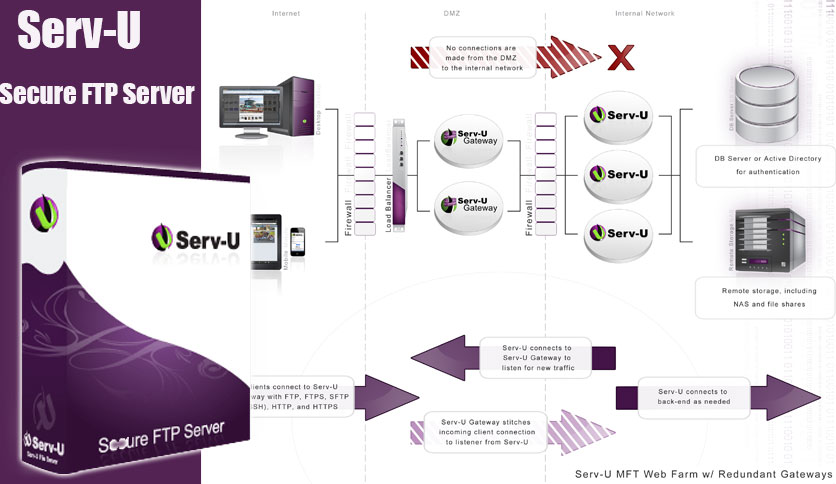 Serv-U
Secure FTP Server
Internet
DMZ
Internal Network
No connections are
made from the DMZ
to the internal network
X
Desktop
Firewall
Load Balancer
Serv-U
Gateway
Serv-U
Gateway
Firewall
Serv-U
Serv-U
Serv-U
DB Server
DB Server or Active Directory
for authentication
Mobile
Remote Storage
Remote storage, including
NAS and file shares
Serv-U
Serv-U connects to
Serv-U Gateway to
listen for new traffic
lients connect to Serv-U
way with FTP, FTPS, SFTP
SSH), HTTP, and HTTPS
Serv-U connects to
back-end as needed
Serv-U Gateway stitches
incoming client connection
to listener from Serv-U
Serv-U
Serv-U File Server
Secure FTP Server
Serv-U MFT Web Farm w/ Redundant Gateways